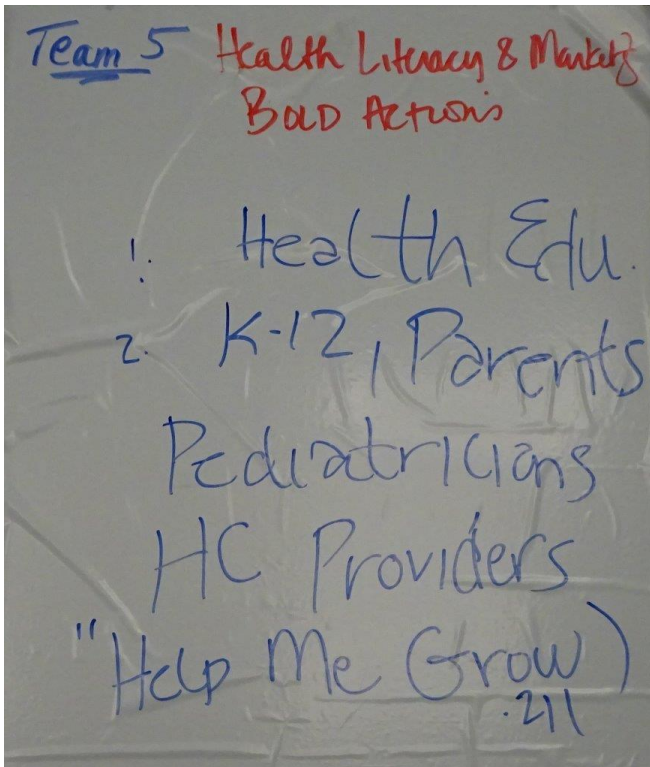 Team 5 Health Literacy & Marketg
BOLD Actions
1. Health Edu.
2. K-12, Parents
Pediatricians
HC Providers
"Help Me Grow)
.211